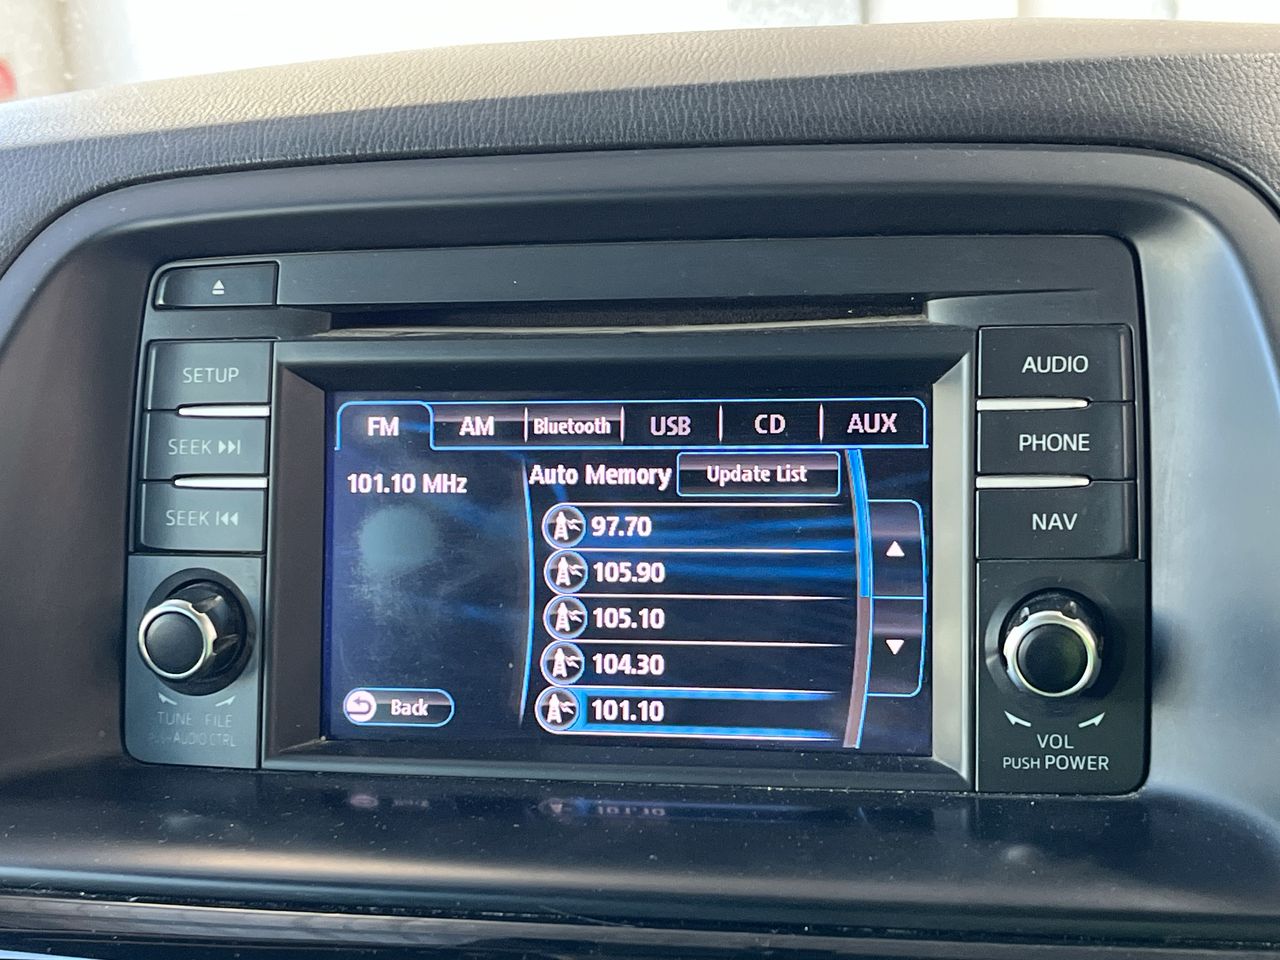 SETUP
SEEK
SEEK
TUNE FILE
PUSH AUDIO CTRL
FM AM Bluetooth USB CD AUX
101.10 MHz
Auto Memory Update List
97.70
105.90
105.10
104.30
101.10
Back
AUDIO
PHONE
NAV
VOL
PUSH POWER